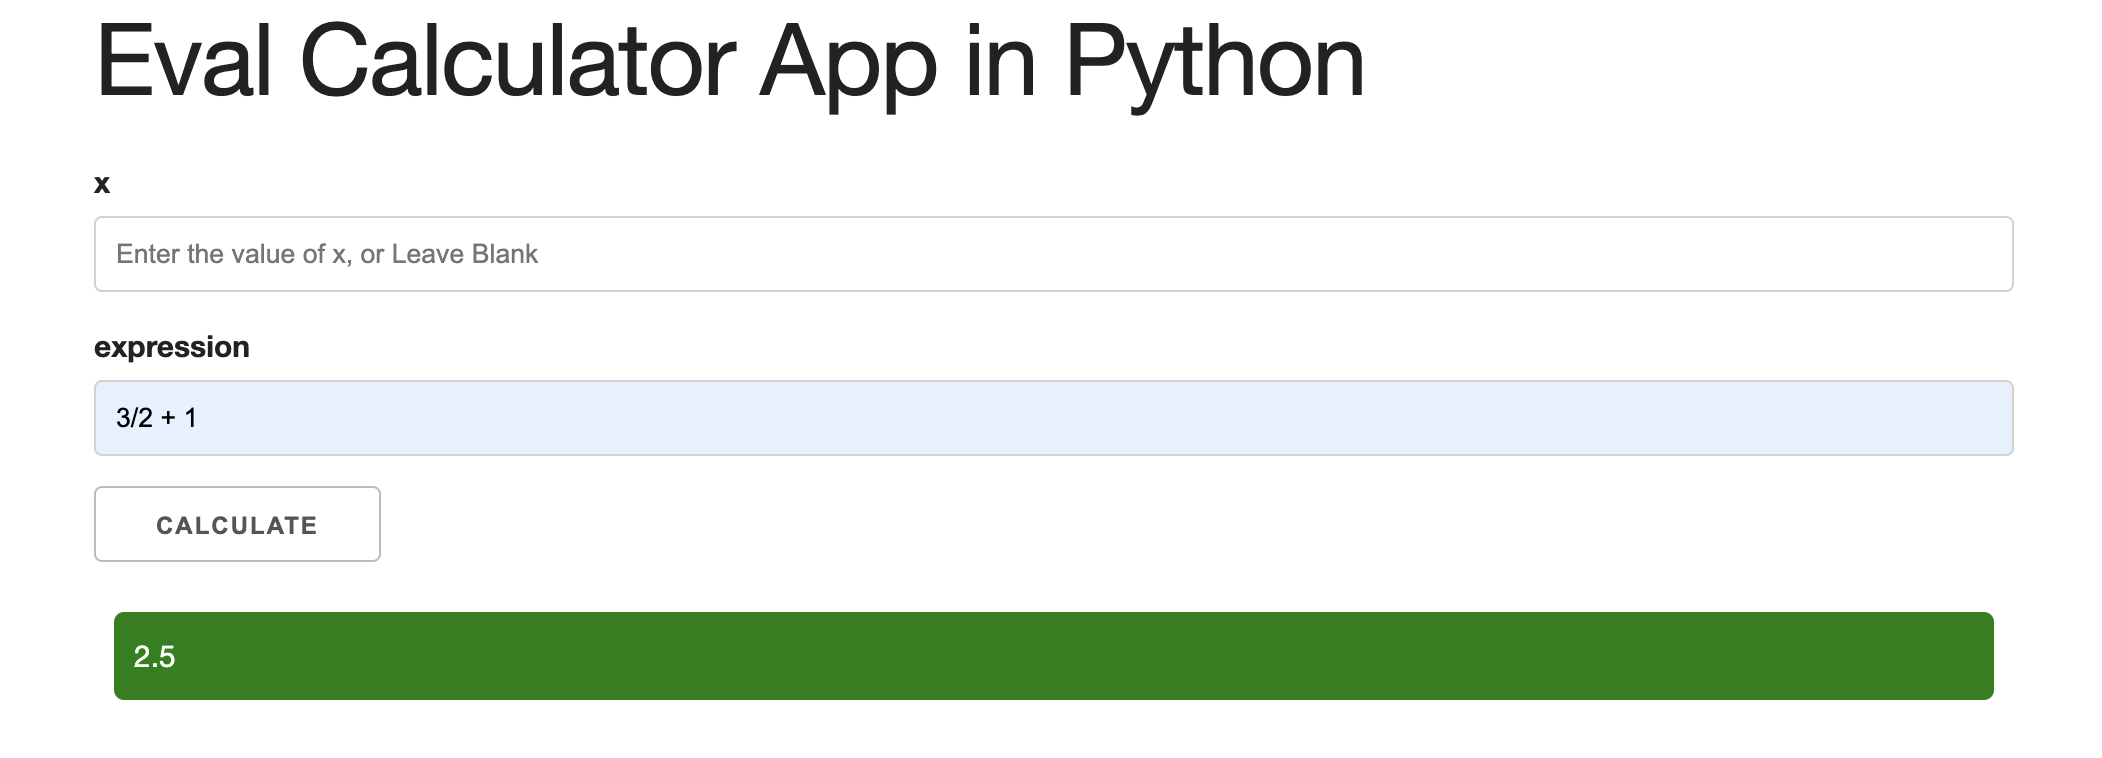 Eval Calculator App in Python
x
Enter the value of x, or Leave Blank
expression
3/2 + 1
CALCULATE
2.5